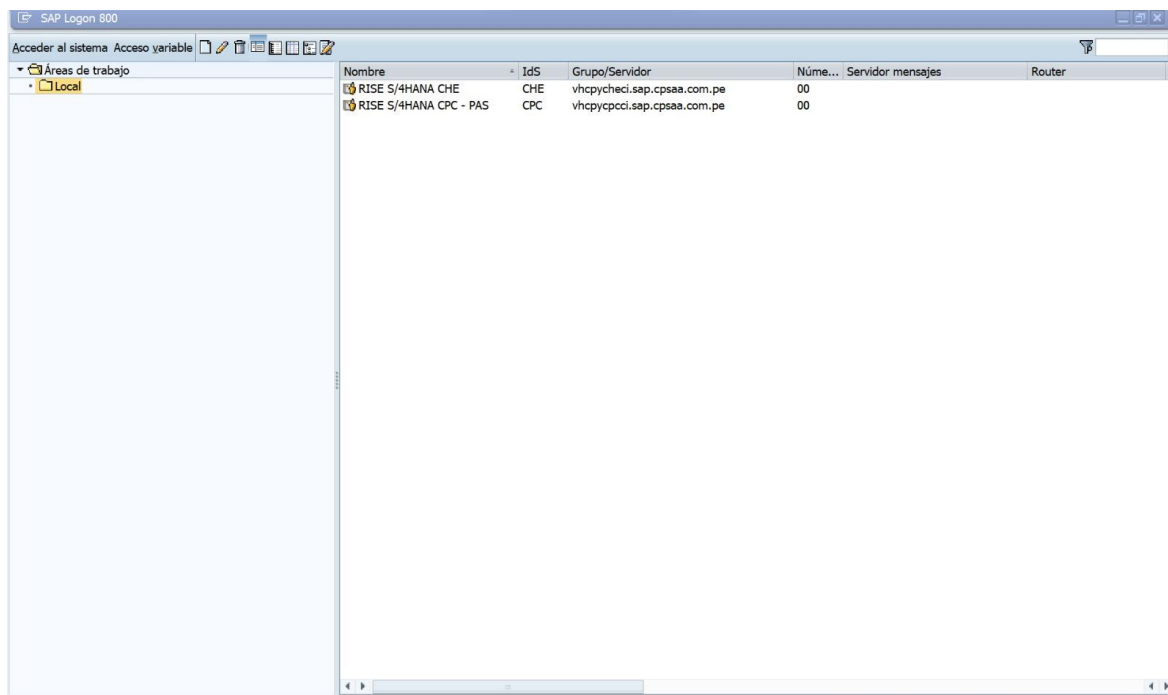 SAP Logon 800
Acceder al sistema Acceso variable
Áreas de trabajo
Local
Nombre IdS Grupo/Servidor Núme... Servidor mensajes Router
RISE S/4HANA CHE CHE vhcpycheci.sap.cpsaa.com.pe 00
RISE S/4HANA CPC - PAS CPC vhcpycpcci.sap.cpsaa.com.pe 00